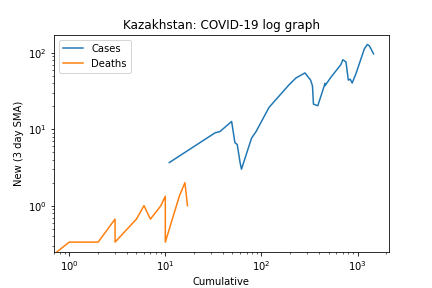 Kazakhstan: COVID-19 log graph
Cases
Deaths
New (3 day SMA)
10²
10¹
10⁰
10⁰ 10¹ 10² 10³
Cumulative